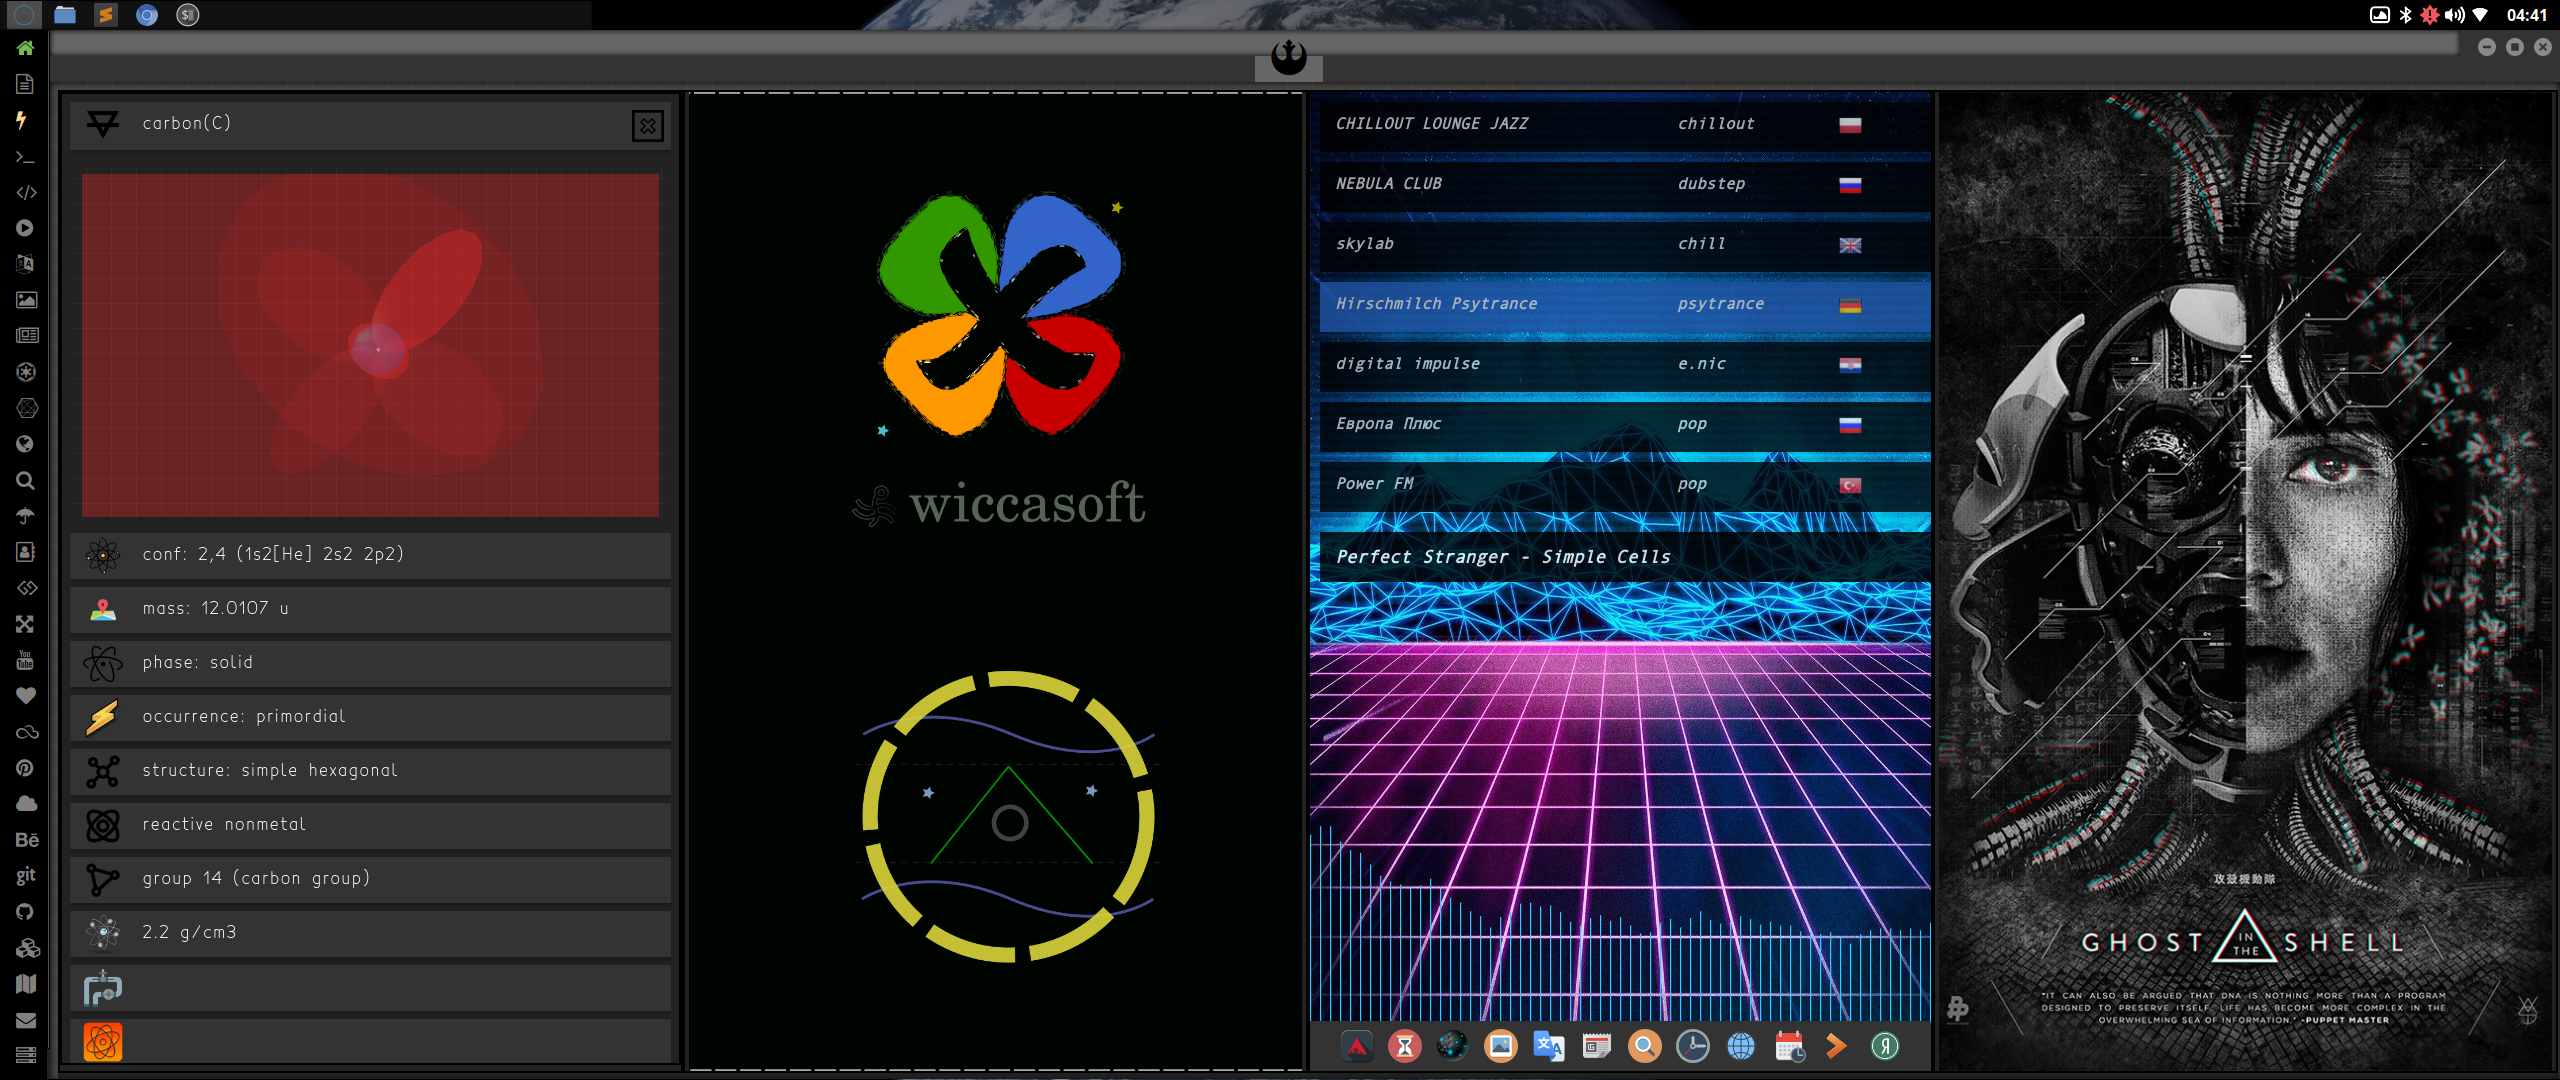 04:41
carbon(C)
conf: 2,4 (1s2[He] 2s2 2p2)
mass: 12.0107 u
phase: solid
occurrence: primordial
structure: simple hexagonal
reactive nonmetal
group 14 (carbon group)
2.2 g/cm3
You
Tube
Bē
git
wiccasoft
CHILLOUT LOUNGE JAZZ chillout
NEBULA CLUB dubstep
skylab chill
Hirschmilch Psytrance psytrance
digital impulse e.nic
Европа Плюс pop
Power FM pop
Perfect Stranger - Simple Cells
攻殻機動隊
GHOST IN THE SHELL
"IT CAN ALSO BE ARGUED THAT DNA IS NOTHING MORE THAN A PROGRAM
DESIGNED TO PRESERVE ITSELF. LIFE HAS BECOME MORE COMPLEX IN THE
OVERWHELMING SEA OF INFORMATION." -PUPPET MASTER